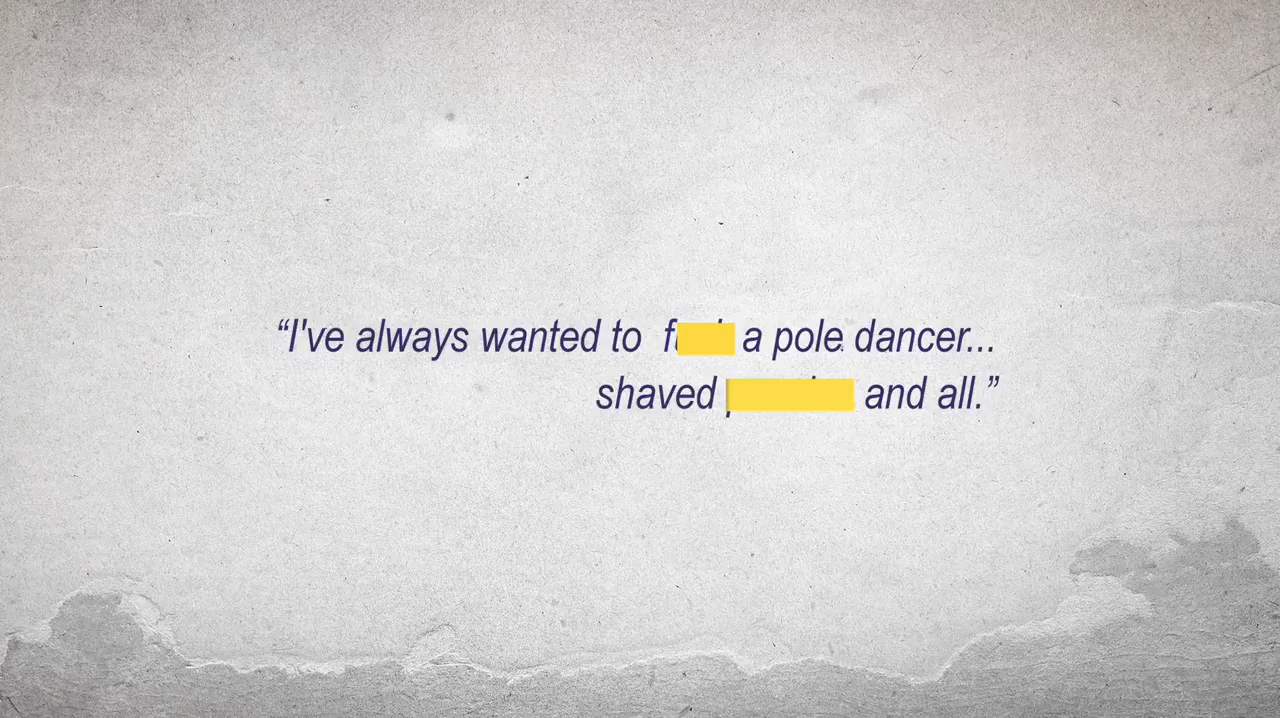 “I've always wanted to a pole dancer...
shaved and all.”